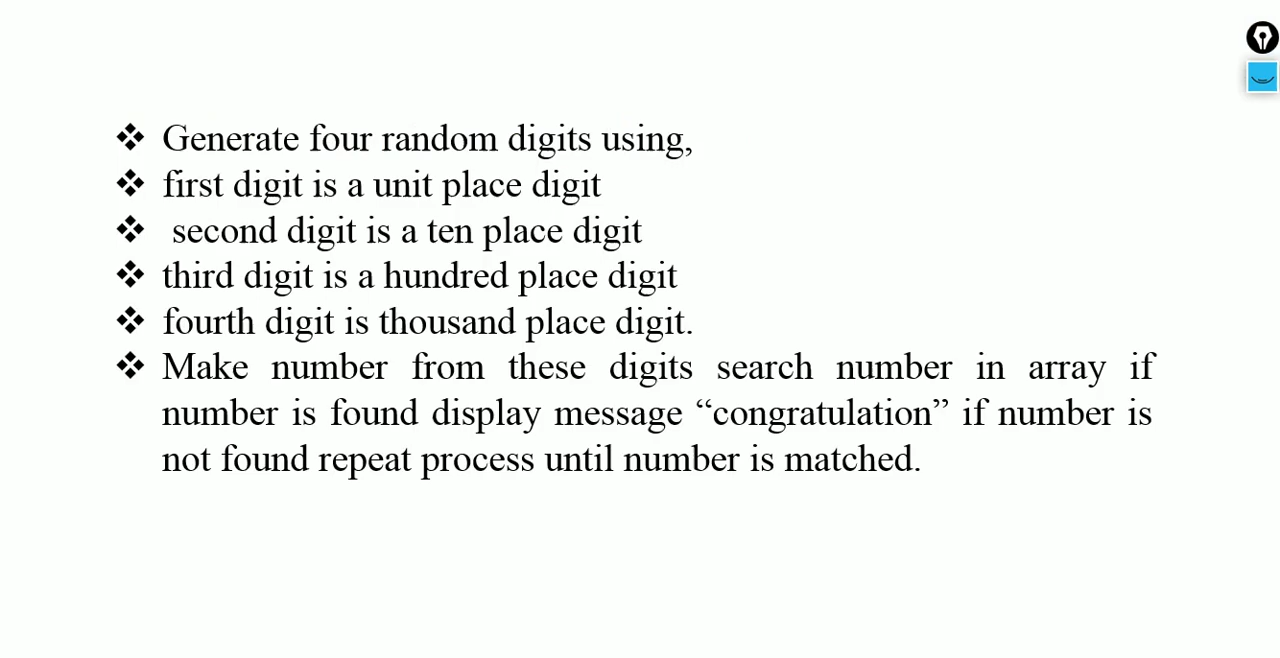 ❖ Generate four random digits using,
❖ first digit is a unit place digit
❖ second digit is a ten place digit
❖ third digit is a hundred place digit
❖ fourth digit is thousand place digit.
❖ Make number from these digits search number in array if
number is found display message “congratulation” if number is
not found repeat process until number is matched.